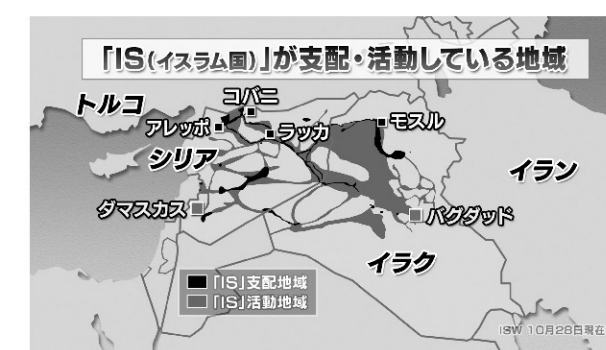 「IS(イスラム国)」が支配・活動している地域
トルコ
コバニ
アレッポ
ラッカ
モスル
シリア
イラン
ダマスカス
バグダッド
イラク
「IS」支配地域
「IS」活動地域
ISW 10月28日現在